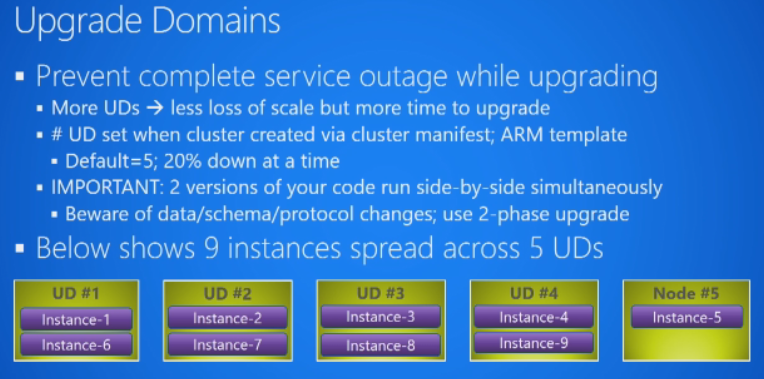 Upgrade Domains
▪ Prevent complete service outage while upgrading
▪ More UDs → less loss of scale but more time to upgrade
▪ # UD set when cluster created via cluster manifest; ARM template
▪ Default=5; 20% down at a time
▪ IMPORTANT: 2 versions of your code run side-by-side simultaneously
▪ Beware of data/schema/protocol changes; use 2-phase upgrade
▪ Below shows 9 instances spread across 5 UDs
UD #1
Instance-1
Instance-6
UD #2
Instance-2
Instance-7
UD #3
Instance-3
Instance-8
UD #4
Instance-4
Instance-9
Node #5
Instance-5